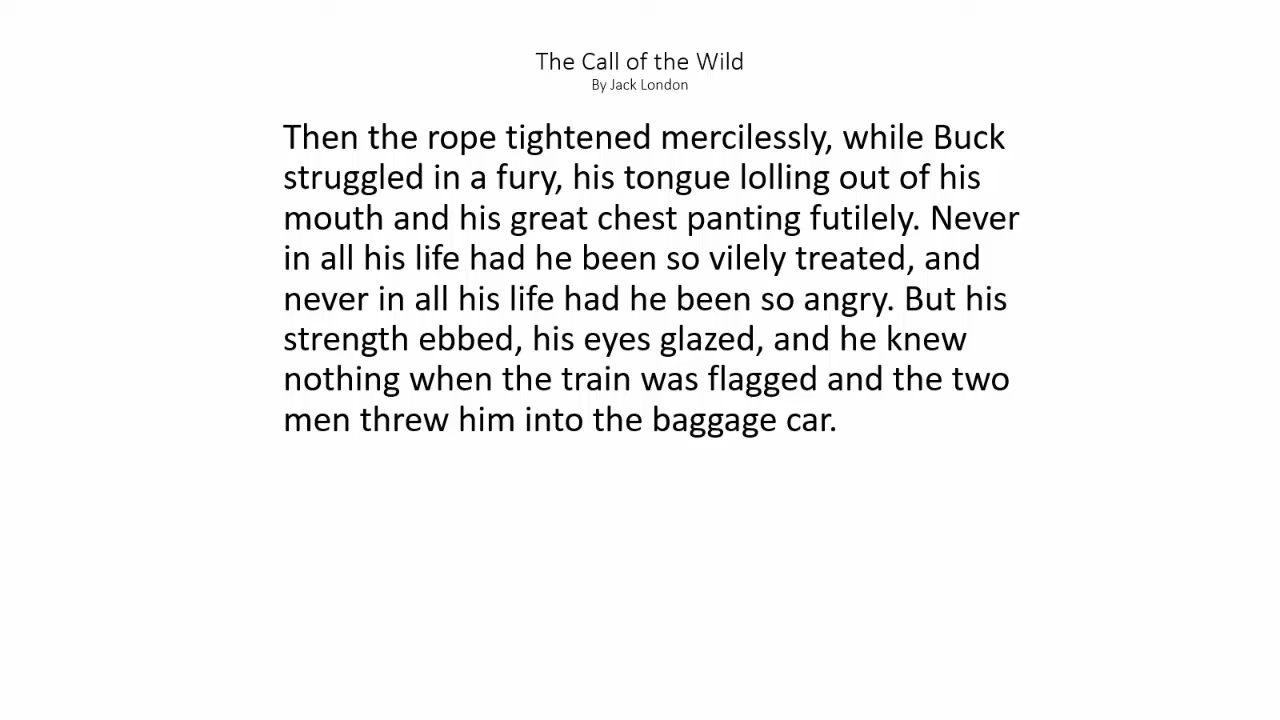 The Call of the Wild
By Jack London
Then the rope tightened mercilessly, while Buck
struggled in a fury, his tongue lolling out of his
mouth and his great chest panting futilely. Never
in all his life had he been so vilely treated, and
never in all his life had he been so angry. But his
strength ebbed, his eyes glazed, and he knew
nothing when the train was flagged and the two
men threw him into the baggage car.